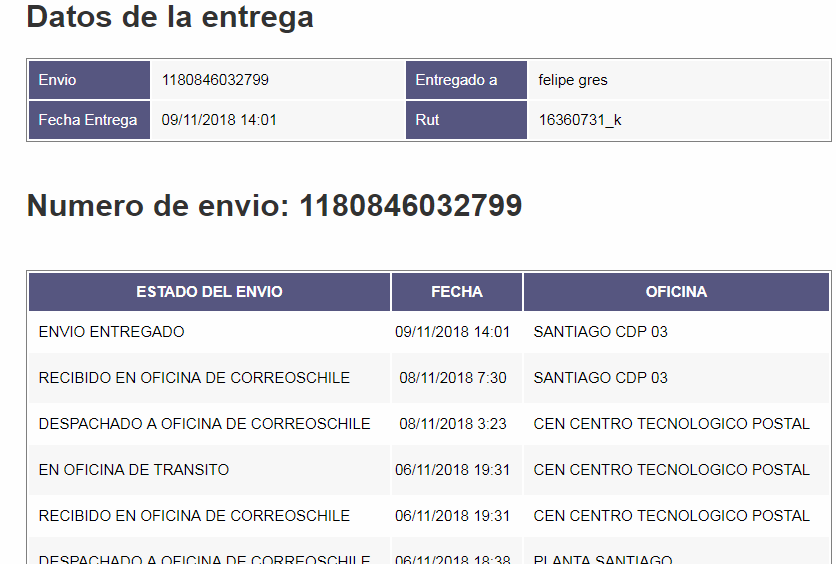 Datos de la entrega
Envio 1180846032799 Entregado a felipe gres
Fecha Entrega 09/11/2018 14:01 Rut 16360731_k
Numero de envio: 1180846032799
ESTADO DEL ENVIO FECHA OFICINA
ENVIO ENTREGADO 09/11/2018 14:01 SANTIAGO CDP 03
RECIBIDO EN OFICINA DE CORREOSCHILE 08/11/2018 7:30 SANTIAGO CDP 03
DESPACHADO A OFICINA DE CORREOSCHILE 08/11/2018 3:23 CEN CENTRO TECNOLOGICO POSTAL
EN OFICINA DE TRANSITO 06/11/2018 19:31 CEN CENTRO TECNOLOGICO POSTAL
RECIBIDO EN OFICINA DE CORREOSCHILE 06/11/2018 19:31 CEN CENTRO TECNOLOGICO POSTAL
DESPACHADO A OFICINA DE CORREOSCHILE 06/11/2018 18:38 PLANTA SANTIAGO